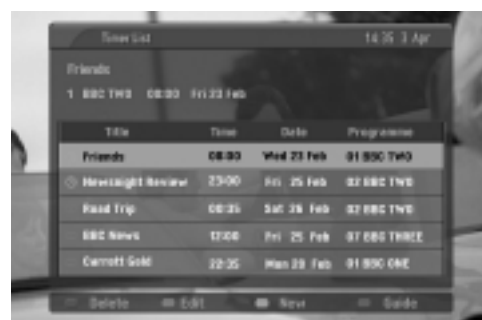 Timer List 14:35 3 Apr
Friends
1 BBC TWO 08:00 Fri 23 Feb
Title Time Date Programme
Friends 08:00 Wed 23 Feb 01 BBC TWO
Newsnight Review 23:00 Fri 25 Feb 02 BBC TWO
Road Trip 00:35 Sat 26 Feb 02 BBC TWO
BBC News 12:00 Fri 25 Feb 07 BBC THREE
Carrott Gold 22:35 Mon 28 Feb 01 BBC ONE
Delete Edit New Guide